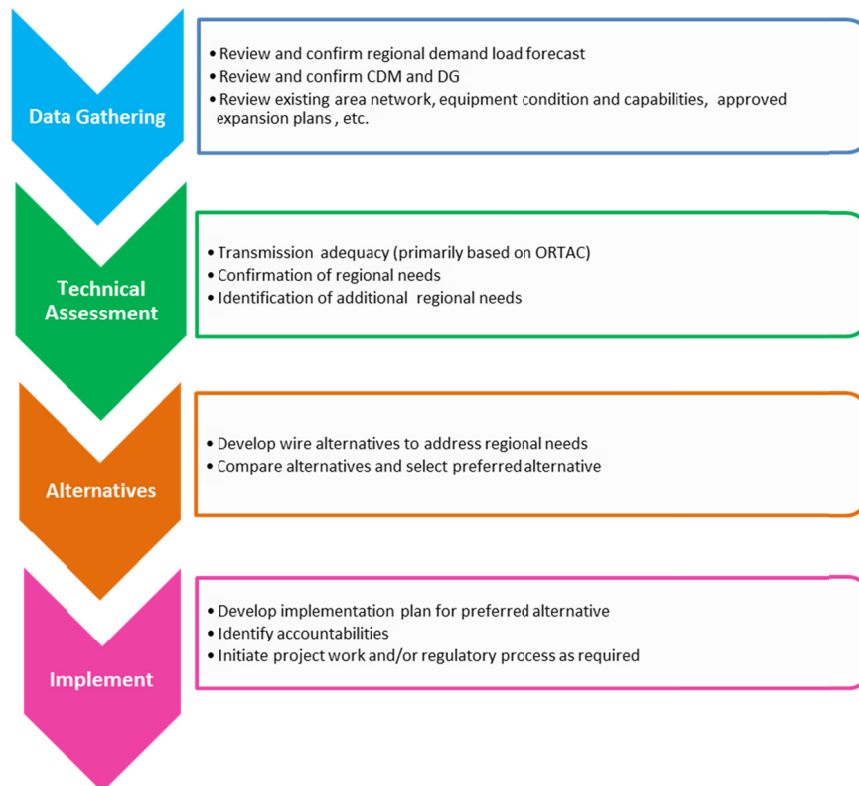 Data Gathering
• Review and confirm regional demand load forecast
• Review and confirm CDM and DG
• Review existing area network, equipment condition and capabilities, approved
expansion plans , etc.
Technical
Assessment
• Transmission adequacy (primarily based on ORTAC)
• Confirmation of regional needs
• Identification of additional regional needs
Alternatives
• Develop wire alternatives to address regional needs
• Compare alternatives and select preferred alternative
Implement
• Develop implementation plan for preferred alternative
• Identify accountabilities
• Initiate project work and/or regulatory process as required